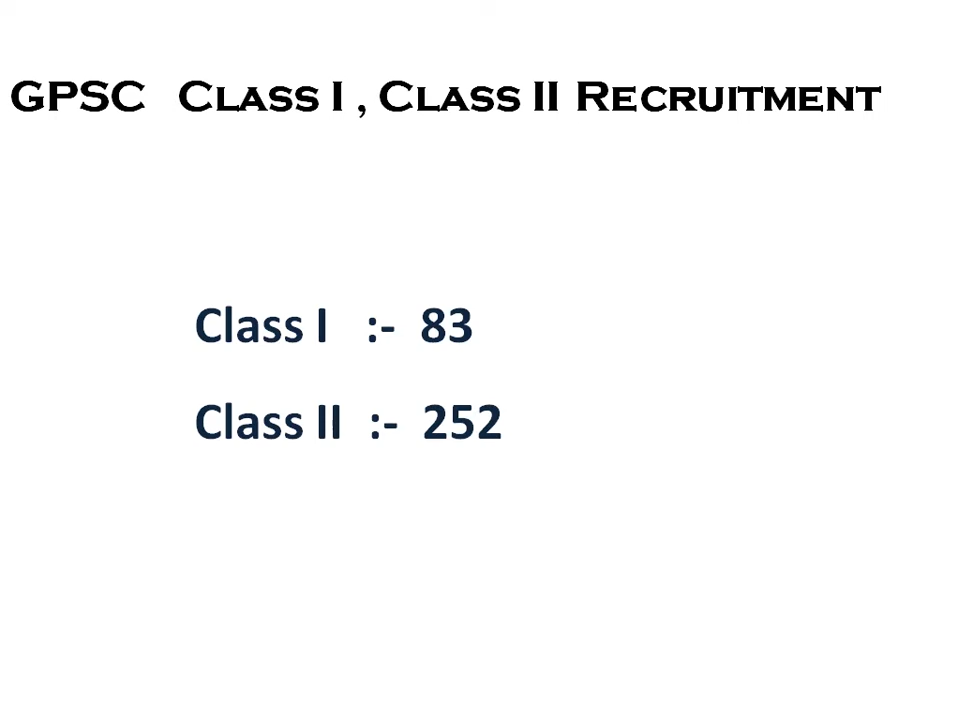 GPSC Class I , Class II Recruitment
Class I :- 83
Class II :- 252